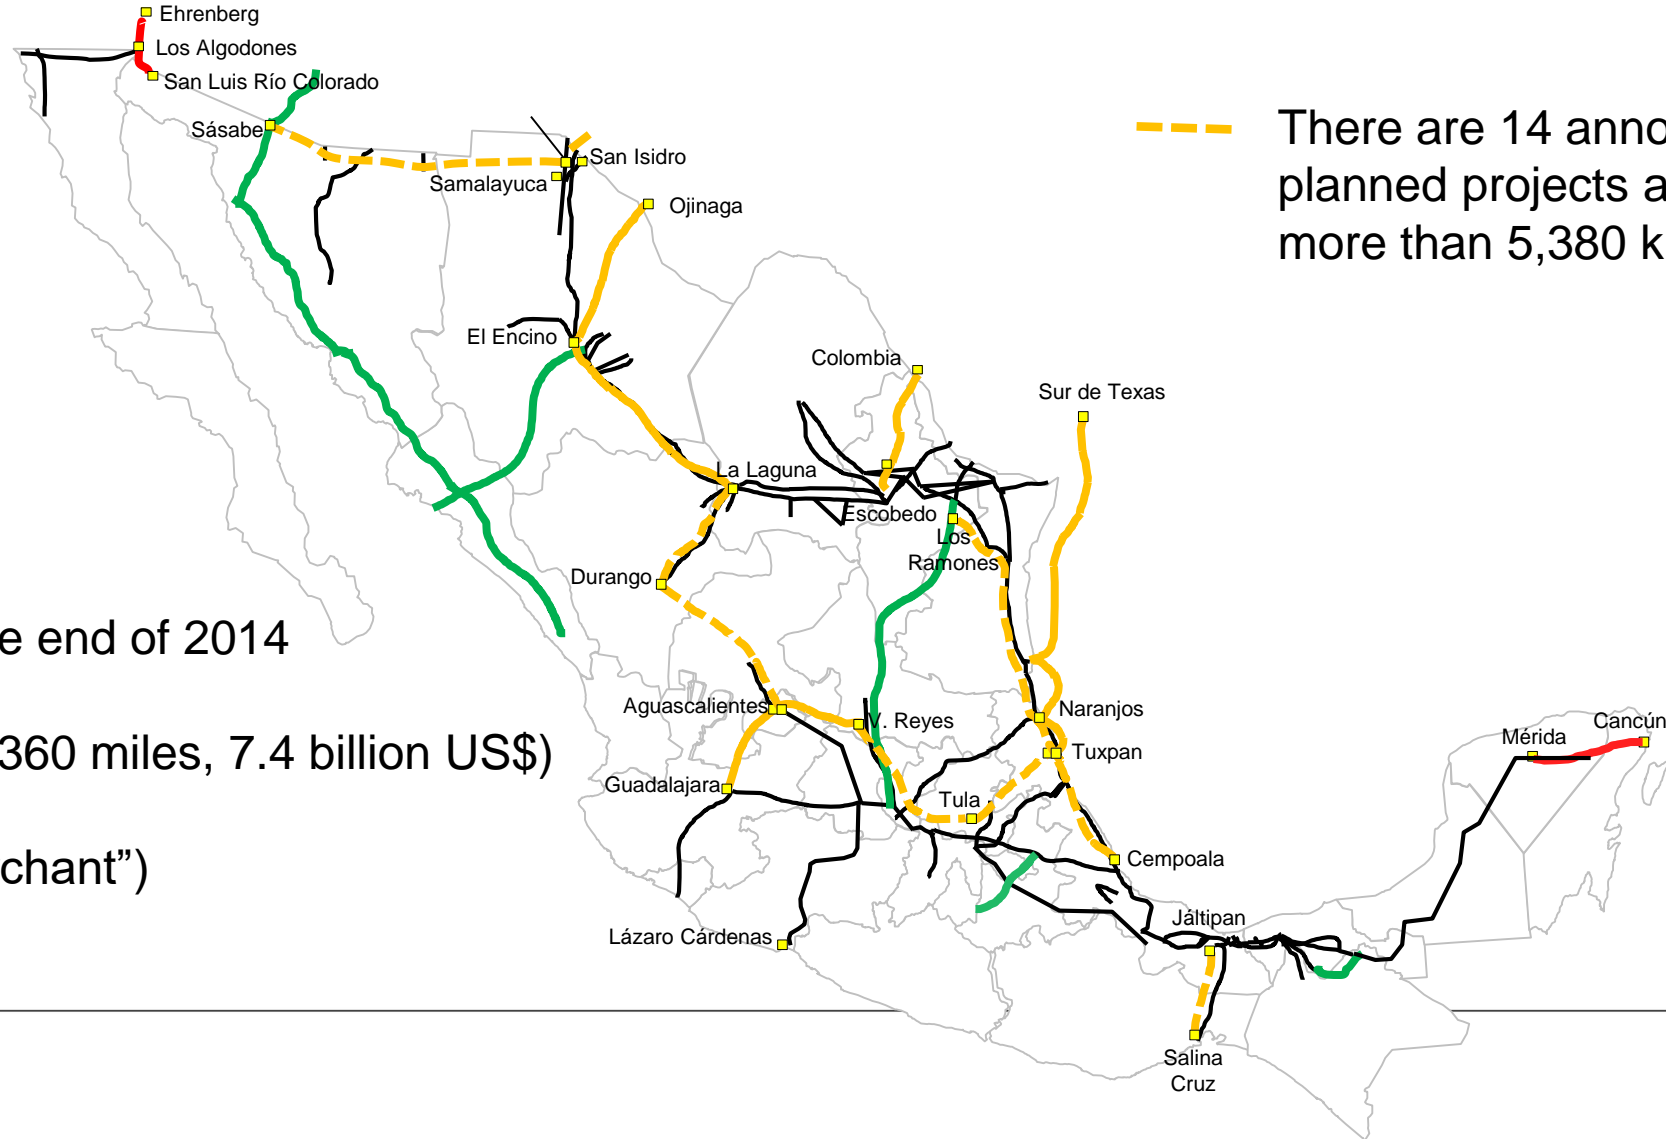 Ehrenberg
Los Algodones
San Luis Río Colorado
Sásabe
San Isidro
Samalayuca
Ojinaga
There are 14
planned projects
more than 5,380
El Encino
Colombia
Sur de Texas
La Laguna
Escobedo
Los
Ramones
Durango
end of 2014
360 miles, 7.4 billion US$)
chant”)
Aguascalientes
V. Reyes
Naranjos
Tuxpan
Guadalajara
Tula
Cempoala
Mérida
Cancún
Lázaro Cárdenas
Jáltipan
Salina
Cruz